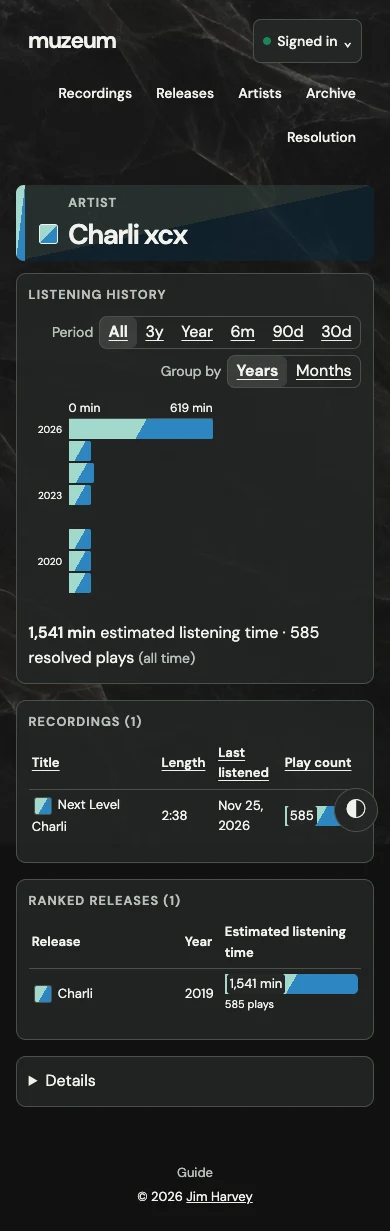 muzeum
Signed in
Recordings Releases Artists Archive
Resolution
ARTIST
Charli xcx
LISTENING HISTORY
Period All 3y Year 6m 90d 30d
Group by Years Months
0 min 619 min
2026
2023
2020
1,541 min estimated listening time · 585
resolved plays (all time)
RECORDINGS (1)
Title Length Last listened Play count
Next Level Charli 2:38 Nov 25, 2026 585
RANKED RELEASES (1)
Release Year Estimated listening time
Charli 2019 1,541 min
585 plays
Details
Guide
© 2026 Jim Harvey